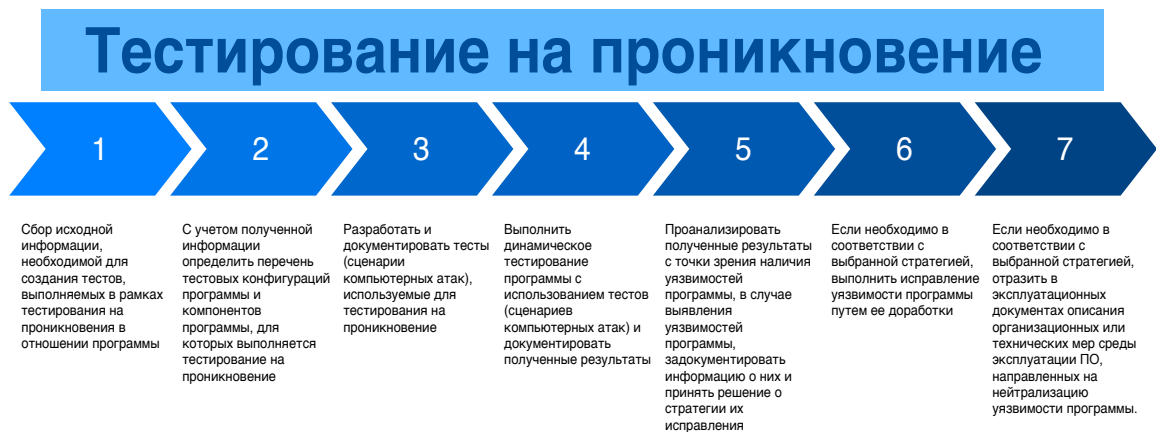 Тестирование на проникновение
1
2
3
4
5
6
7
Сбор исходной
информации,
необходимой для
создания тестов,
выполняемых в рамках
тестирования на
проникновения в
отношении программы
С учетом полученной
информации
определить перечень
тестовых конфигураций
программы и
компонентов
программы, для
которых выполняется
тестирование на
проникновение
Разработать и
документировать тесты
(сценарии
компьютерных атак),
используемые для
тестирования на
проникновение
Выполнить
динамическое
тестирование
программы с
использованием тестов
(сценариев
компьютерных атак) и
документировать
полученные результаты
Проанализировать
полученные результаты
с точки зрения наличия
уязвимостей
программы, в случае
выявления
уязвимостей
программы,
задокументировать
информацию о них и
принять решение о
стратегии их
исправления
Если необходимо в
соответствии с
выбранной стратегией,
выполнить исправление
уязвимости программы
путем ее доработки
Если необходимо в
соответствии с
выбранной стратегией,
отразить в
эксплуатационных
документах описания
организационных или
технических мер среды
эксплуатации ПО,
направленных на
нейтрализацию
уязвимости программы.